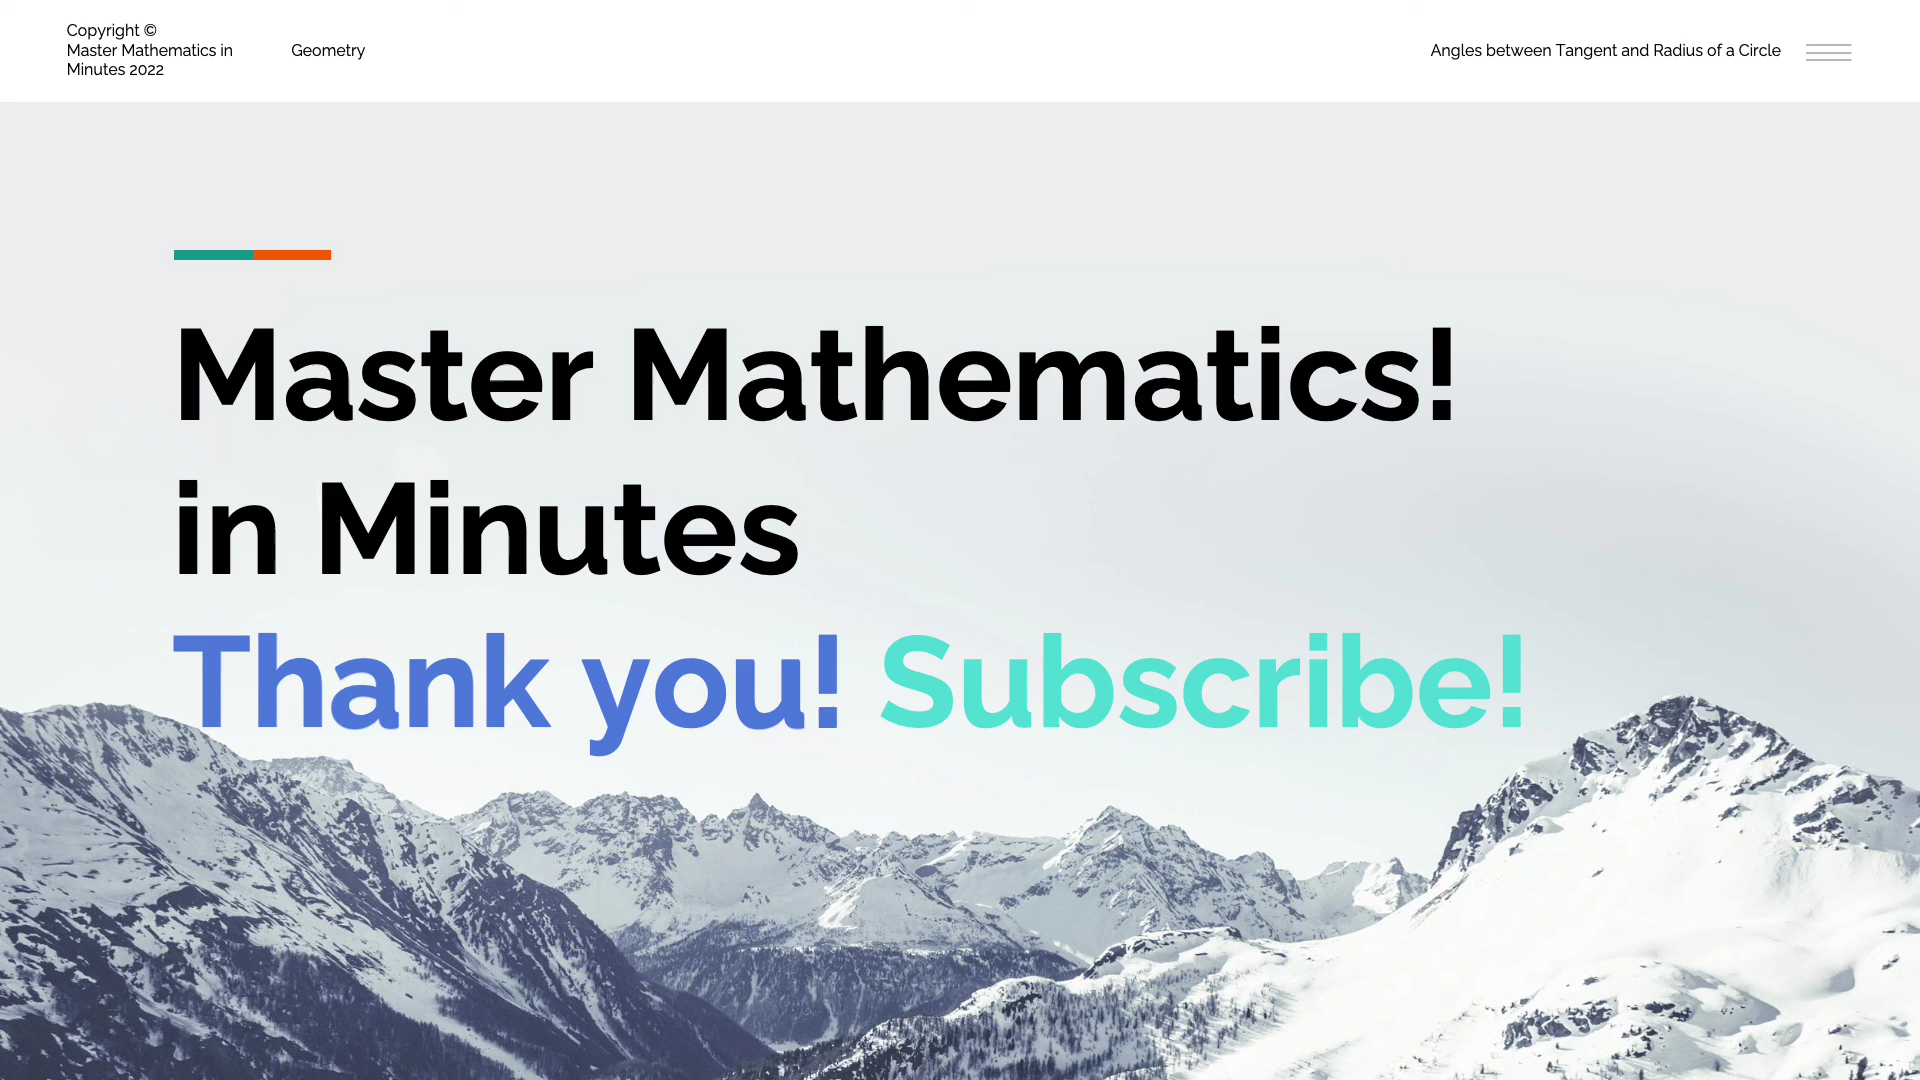 Copyright ©
Master Mathematics in
Minutes 2022
Geometry
Angles between Tangent and Radius of a Circle
Master Mathematics!
in Minutes
Thank you! Subscribe!